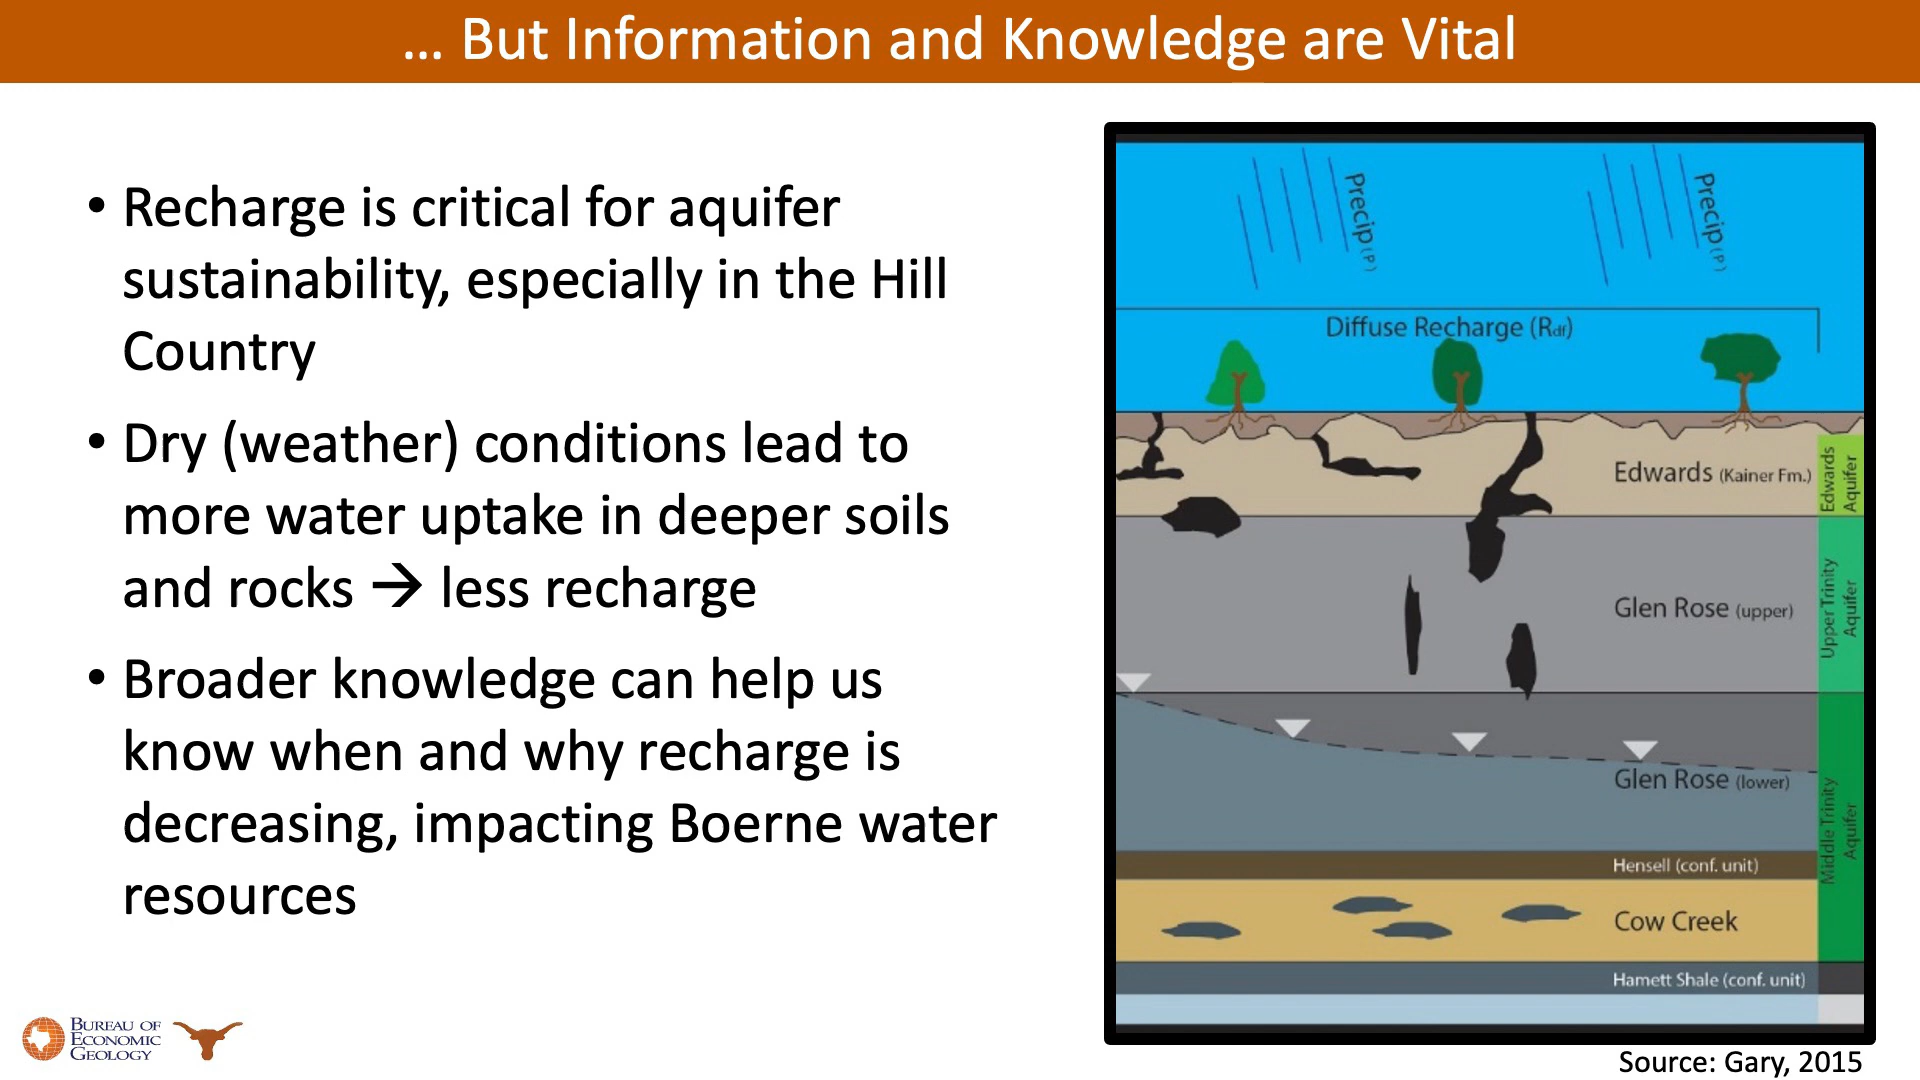 ... But Information and Knowledge are Vital
• Recharge is critical for aquifer
sustainability, especially in the Hill
Country
• Dry (weather) conditions lead to
more water uptake in deeper soils
and rocks → less recharge
• Broader knowledge can help us
know when and why recharge is
decreasing, impacting Boerne water
resources
Precip (P)
Precip (P)
Diffuse Recharge (Rdf)
Edwards (Kainer Fm.)
Edwards
Aquifer
Glen Rose (upper)
Upper Trinity
Aquifer
Glen Rose (lower)
Middle Trinity
Aquifer
Hensell (conf. unit)
Cow Creek
Hamett Shale (conf. unit)
BUREAU OF
ECONOMIC
GEOLOGY
Source: Gary, 2015